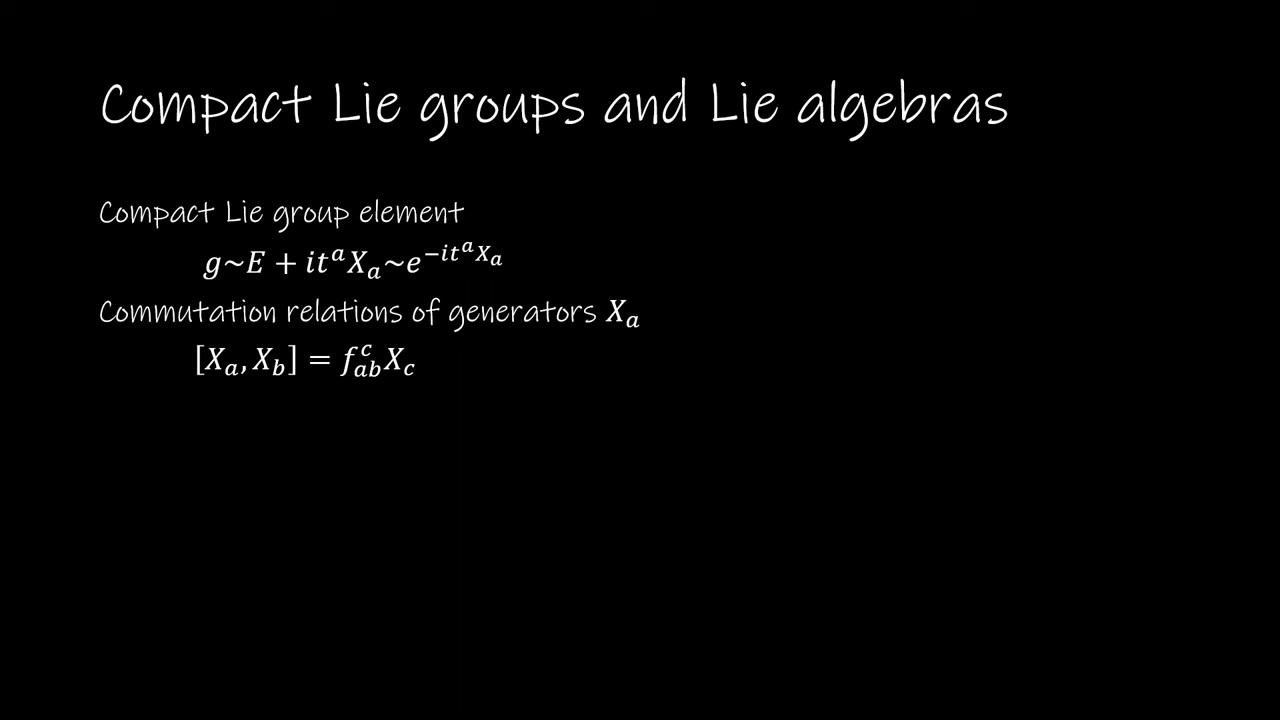 Compact Lie groups and Lie algebras
Compact Lie group element
g~E + it^a X_a~e^{-it^a X_a}
Commutation relations of generators X_a
[X_a, X_b] = f_{ab}^c X_c